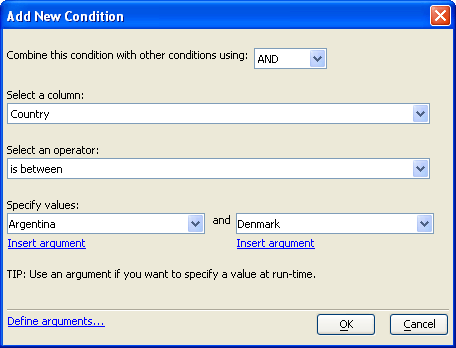 Add New Condition
Combine this condition with other conditions using: AND
Select a column:
Country
Select an operator:
is between
Specify values:
Argentina and Denmark
Insert argument Insert argument
TIP: Use an argument if you want to specify a value at run-time.
Define arguments... OK Cancel